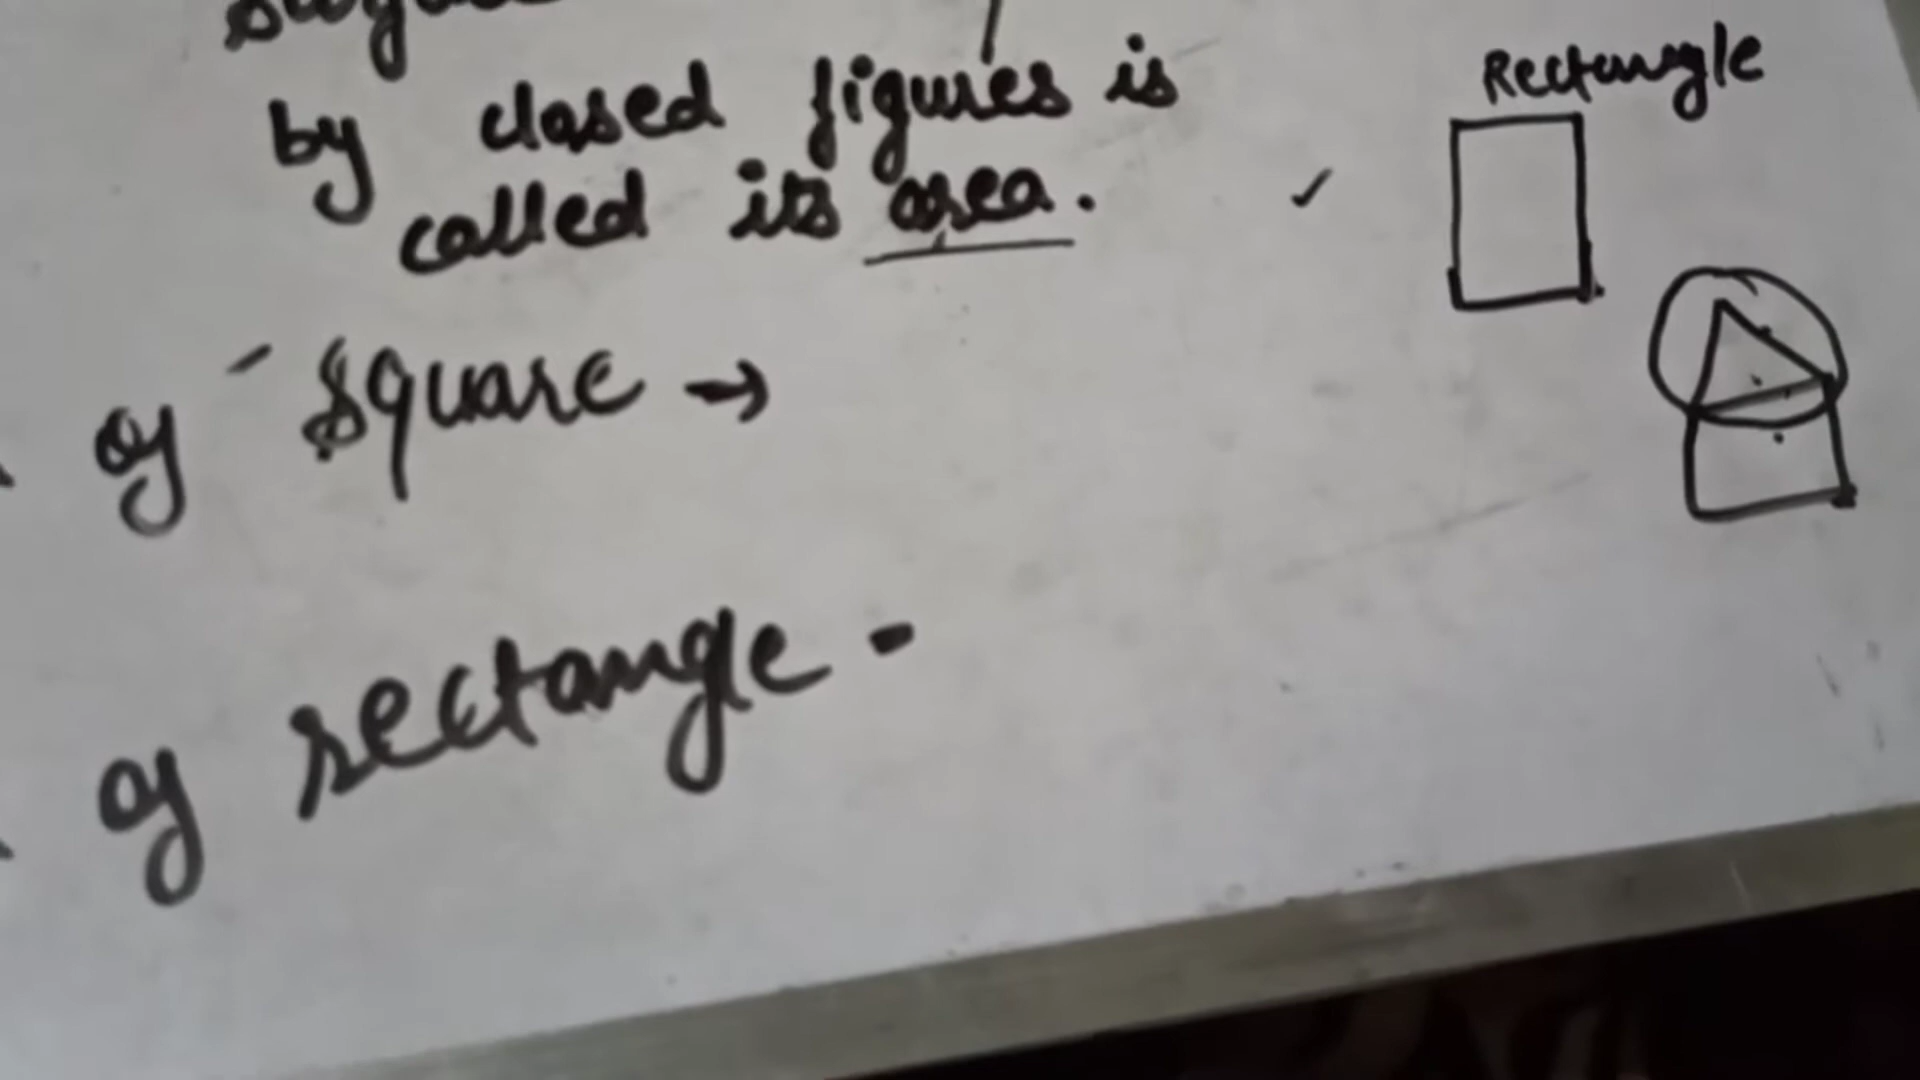 by closed figures is
called its area.
Rectangle
of square →
of rectangle -